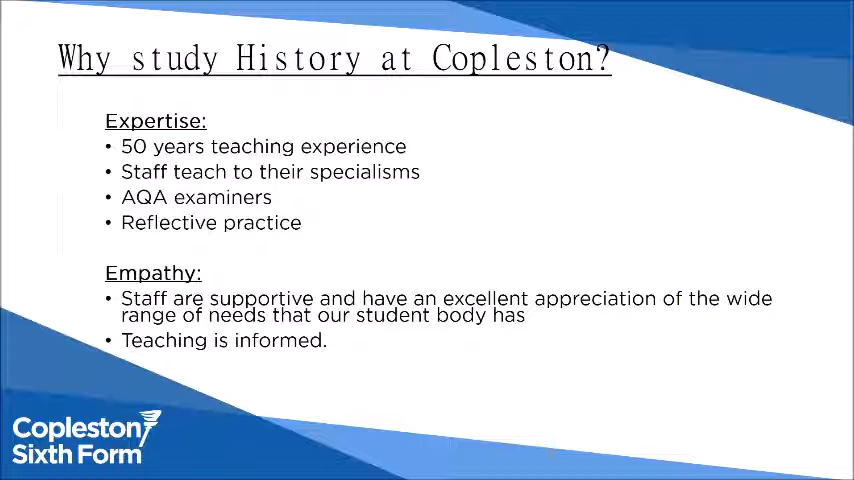 Why study History at Copleston?
Expertise:
• 50 years teaching experience
• Staff teach to their specialisms
• AQA examiners
• Reflective practice
Empathy:
• Staff are supportive and have an excellent appreciation of the wide
range of needs that our student body has
• Teaching is informed.
Copleston
Sixth Form